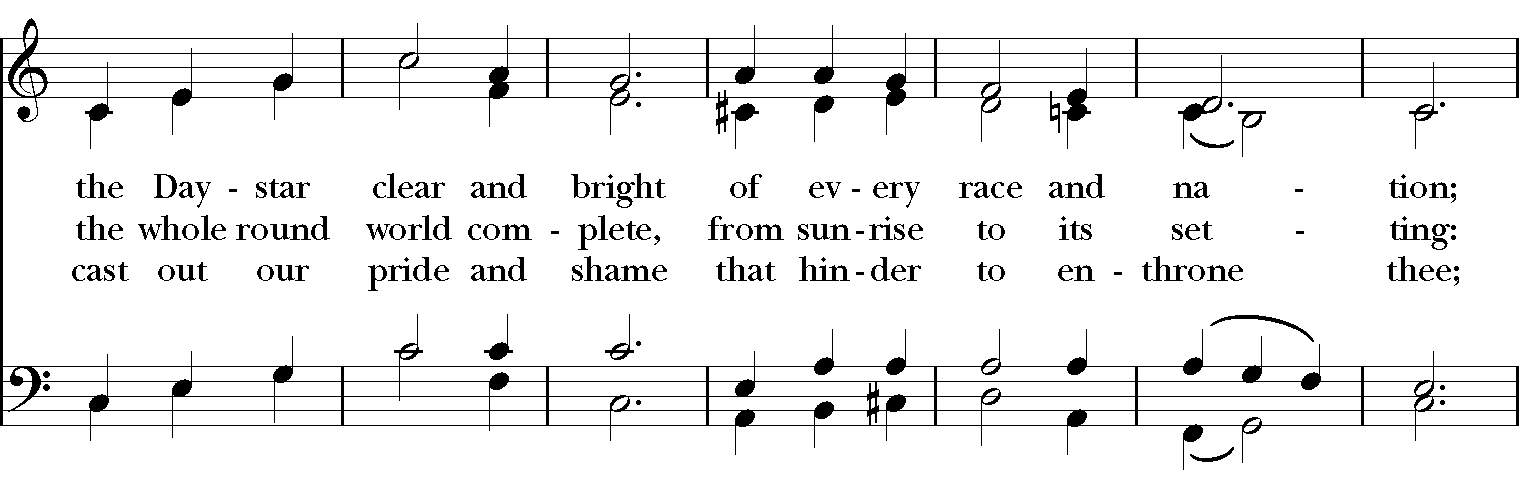 the Day - star clear and bright of ev - ery race and na - tion;
the whole round world com - plete, from sun - rise to its set - ting:
cast out our pride and shame that hin - der to en - throne thee;